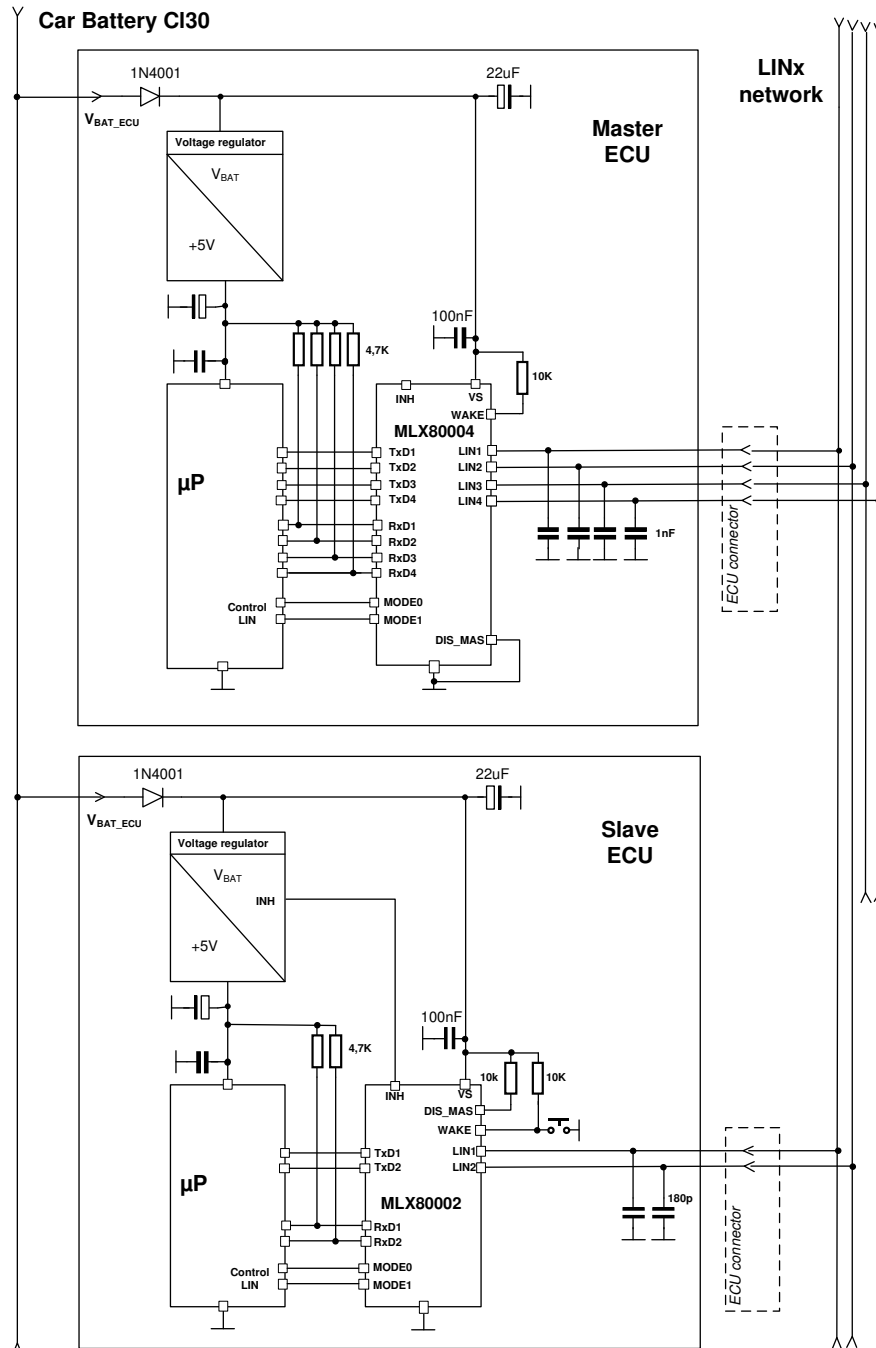 Car Battery Cl30
LINx
network
1N4001
22uF
V_BAT_ECU
Master
ECU
Voltage regulator
V_BAT
+5V
100nF
4,7K
10K
INH
VS
WAKE
MLX80004
µP
TxD1
TxD2
TxD3
TxD4
RxD1
RxD2
RxD3
RxD4
LIN1
LIN2
LIN3
LIN4
1nF
ECU connector
Control
LIN
MODE0
MODE1
DIS_MAS
1N4001
22uF
V_BAT_ECU
Slave
ECU
Voltage regulator
V_BAT
INH
+5V
100nF
4,7K
10k
10K
INH
VS
DIS_MAS
WAKE
LIN1
LIN2
µP
TxD1
TxD2
MLX80002
180p
RxD1
RxD2
Control
LIN
MODE0
MODE1
ECU connector